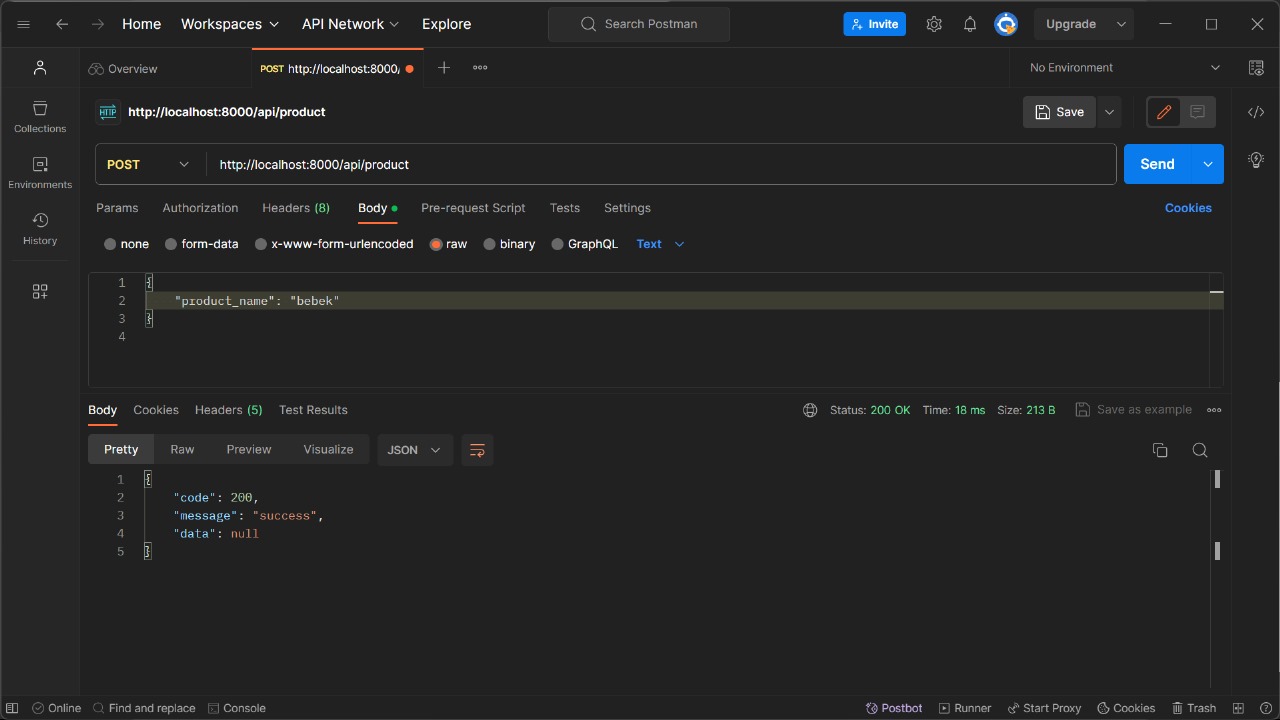 Home Workspaces API Network Explore Search Postman Invite Upgrade
Overview POST http://localhost:8000/ No Environment
HTTP http://localhost:8000/api/product Save
Collections
POST http://localhost:8000/api/product Send
Environments
Params Authorization Headers (8) Body Pre-request Script Tests Settings Cookies
History
none form-data x-www-form-urlencoded raw binary GraphQL Text
1 {
2 "product_name": "bebek"
3 }
4
Body Cookies Headers (5) Test Results Status: 200 OK Time: 18 ms Size: 213 B Save as example
Pretty Raw Preview Visualize JSON
1 {
2 "code": 200,
3 "message": "success",
4 "data": null
5 }
Online Find and replace Console Postbot Runner Start Proxy Cookies Trash